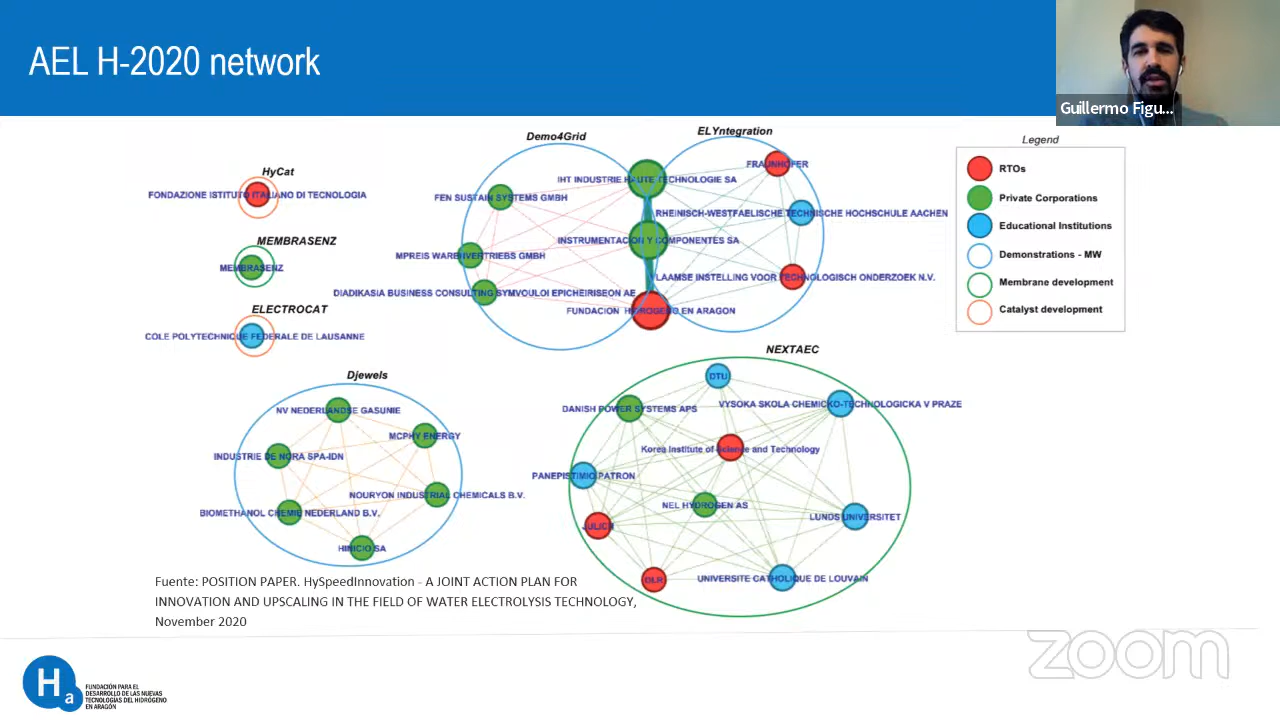 AEL H-2020 network
Guillermo Figu...
Demo4Grid
ELYntegration
Legend
HyCat
FONDAZIONE ISTITUTO ITALIANO DI TECNOLOGIA
MEMBRASENZ
MEMBRASENZ
ELECTROCAT
COLE POLYTECHNIQUE FEDERALE DE LAUSANNE
IHT INDUSTRIE HAUTE TECHNOLOGIE SA
FEN SUSTAIN SYSTEMS GMBH
INSTRUMENTACION Y COMPONENTES SA
MPREIS WARENVERTRIEBS GMBH
DIADIKASIA BUSINESS CONSULTING SYMVOULOI EPICHEIRISEON AE
FUNDACION HIDROGENO EN ARAGON
FRAUNHOFER
RHEINISCH-WESTFAELISCHE TECHNISCHE HOCHSCHULE AACHEN
VLAAMSE INSTELLING VOOR TECHNOLOGISCH ONDERZOEK N.V.
RTOs
Private Corporations
Educational Institutions
Demonstrations - MW
Membrane development
Catalyst development
Djewels
NV NEDERLANDSE GASUNIE
MCPHY ENERGY
INDUSTRIE DE NORA SPA-IDN
NOURYON INDUSTRIAL CHEMICALS B.V.
BIOMETHANOL CHEMIE NEDERLAND B.V.
HINICIO SA
NEXTAEC
DTU
DANISH POWER SYSTEMS APS
VYSOKA SKOLA CHEMICKO-TECHNOLOGICKA V PRAZE
Korea Institute of Science and Technology
PANEPISTIMIO PATRON
NEL HYDROGEN AS
JULICH
LUNDS UNIVERSITET
DLR
UNIVERSITE CATHOLIQUE DE LOUVAIN
Fuente: POSITION PAPER. HySpeedInnovation - A JOINT ACTION PLAN FOR
INNOVATION AND UPSCALING IN THE FIELD OF WATER ELECTROLYSIS TECHNOLOGY,
November 2020
zoom
Ha
FUNDACIÓN PARA EL
DESARROLLO DE LAS NUEVAS
TECNOLOGÍAS DEL HIDRÓGENO
EN ARAGÓN